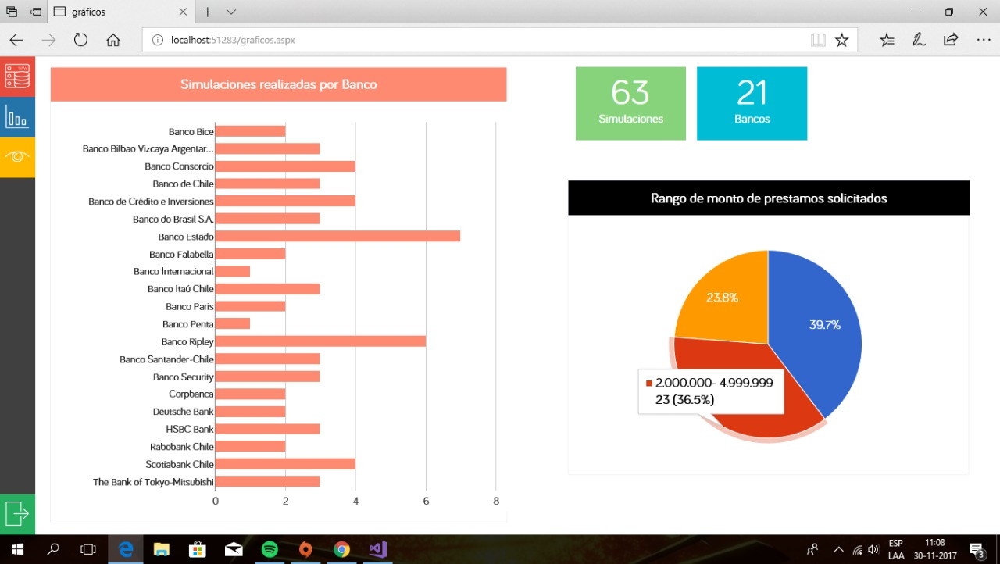 gráficos
localhost:51283/graficos.aspx
Simulaciones realizadas por Banco
Banco Bice
Banco Bilbao Vizcaya Argentar...
Banco Consorcio
Banco de Chile
Banco de Crédito e Inversiones
Banco do Brasil S.A.
Banco Estado
Banco Falabella
Banco Internacional
Banco Itaú Chile
Banco Paris
Banco Penta
Banco Ripley
Banco Santander-Chile
Banco Security
Corpbanca
Deutsche Bank
HSBC Bank
Rabobank Chile
Scotiabank Chile
The Bank of Tokyo-Mitsubishi
0 2 4 6 8
63
Simulaciones
21
Bancos
Rango de monto de prestamos solicitados
23.8%
39.7%
2.000.000- 4.999.999
23 (36.5%)
ESP
LAA
11:08
30-11-2017
3